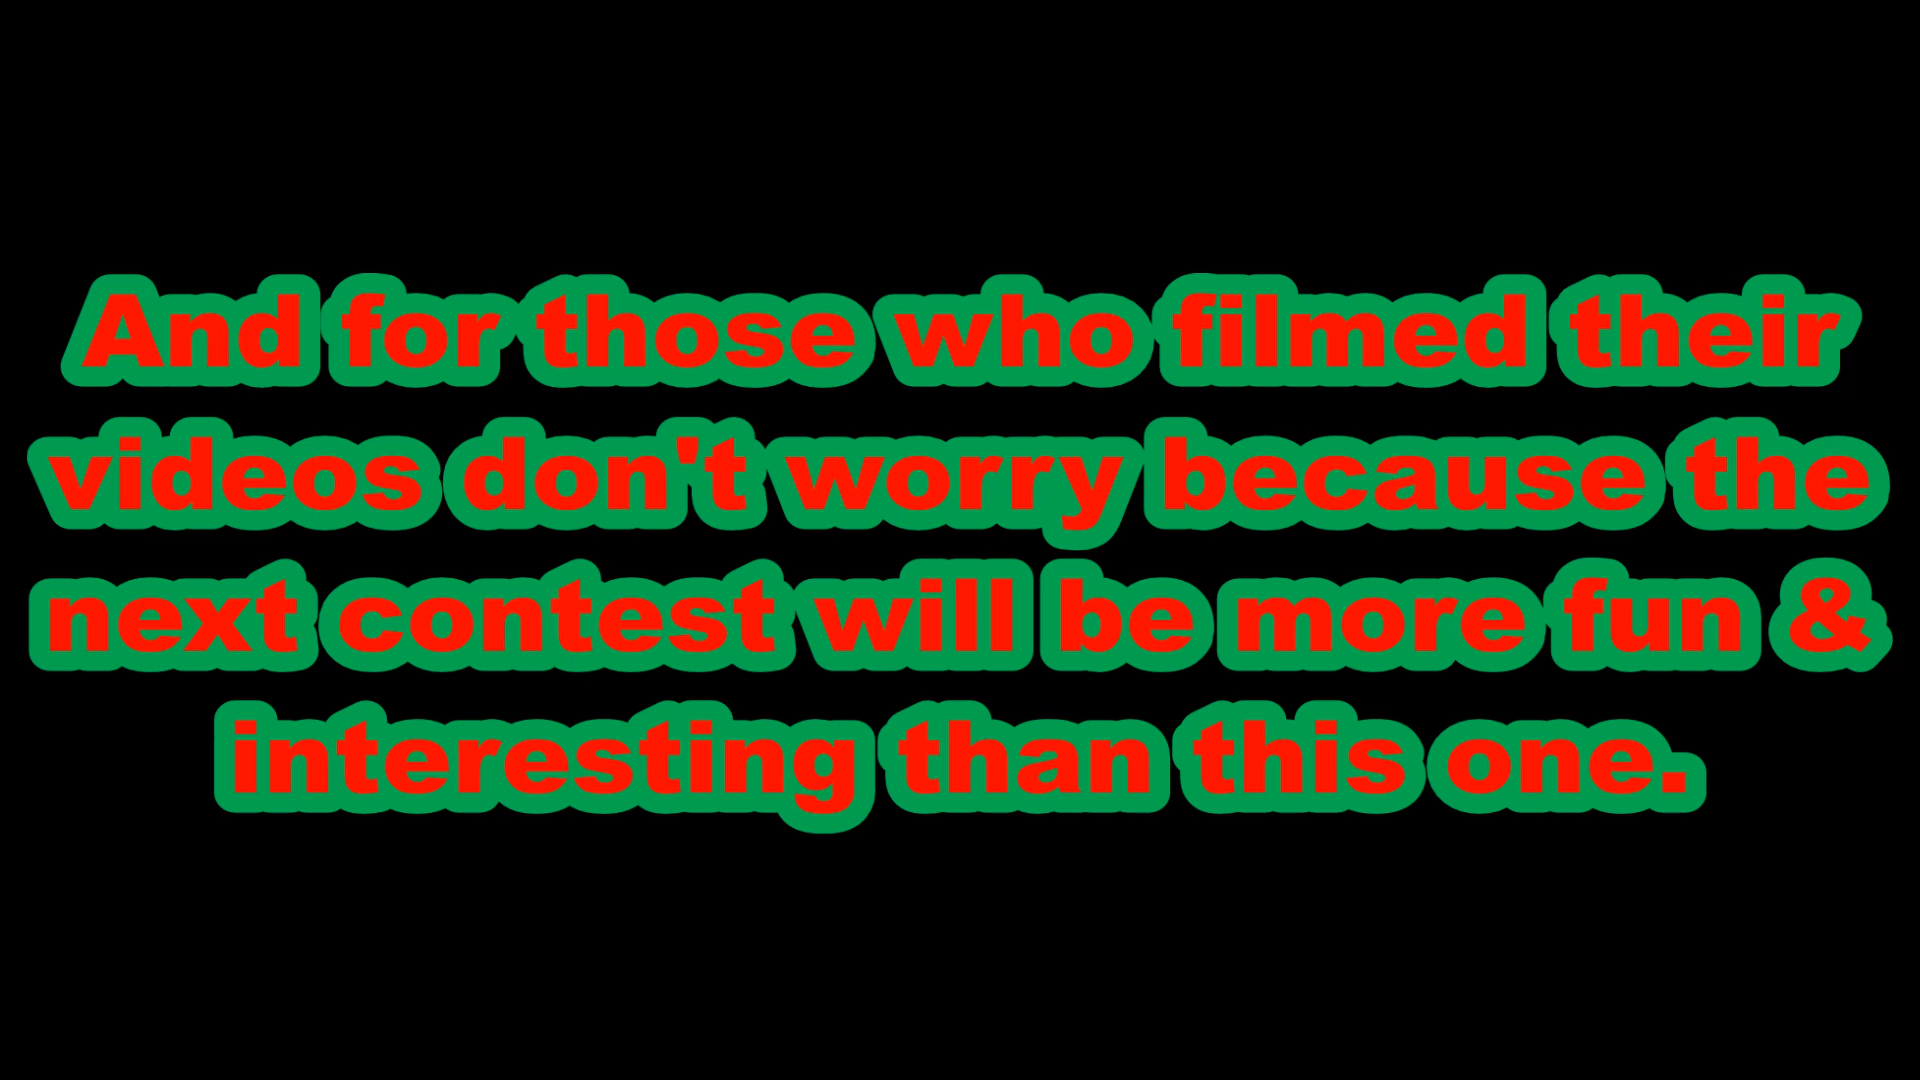 And for those who filmed their
videos don't worry because the
next contest will be more fun &
interesting than this one.